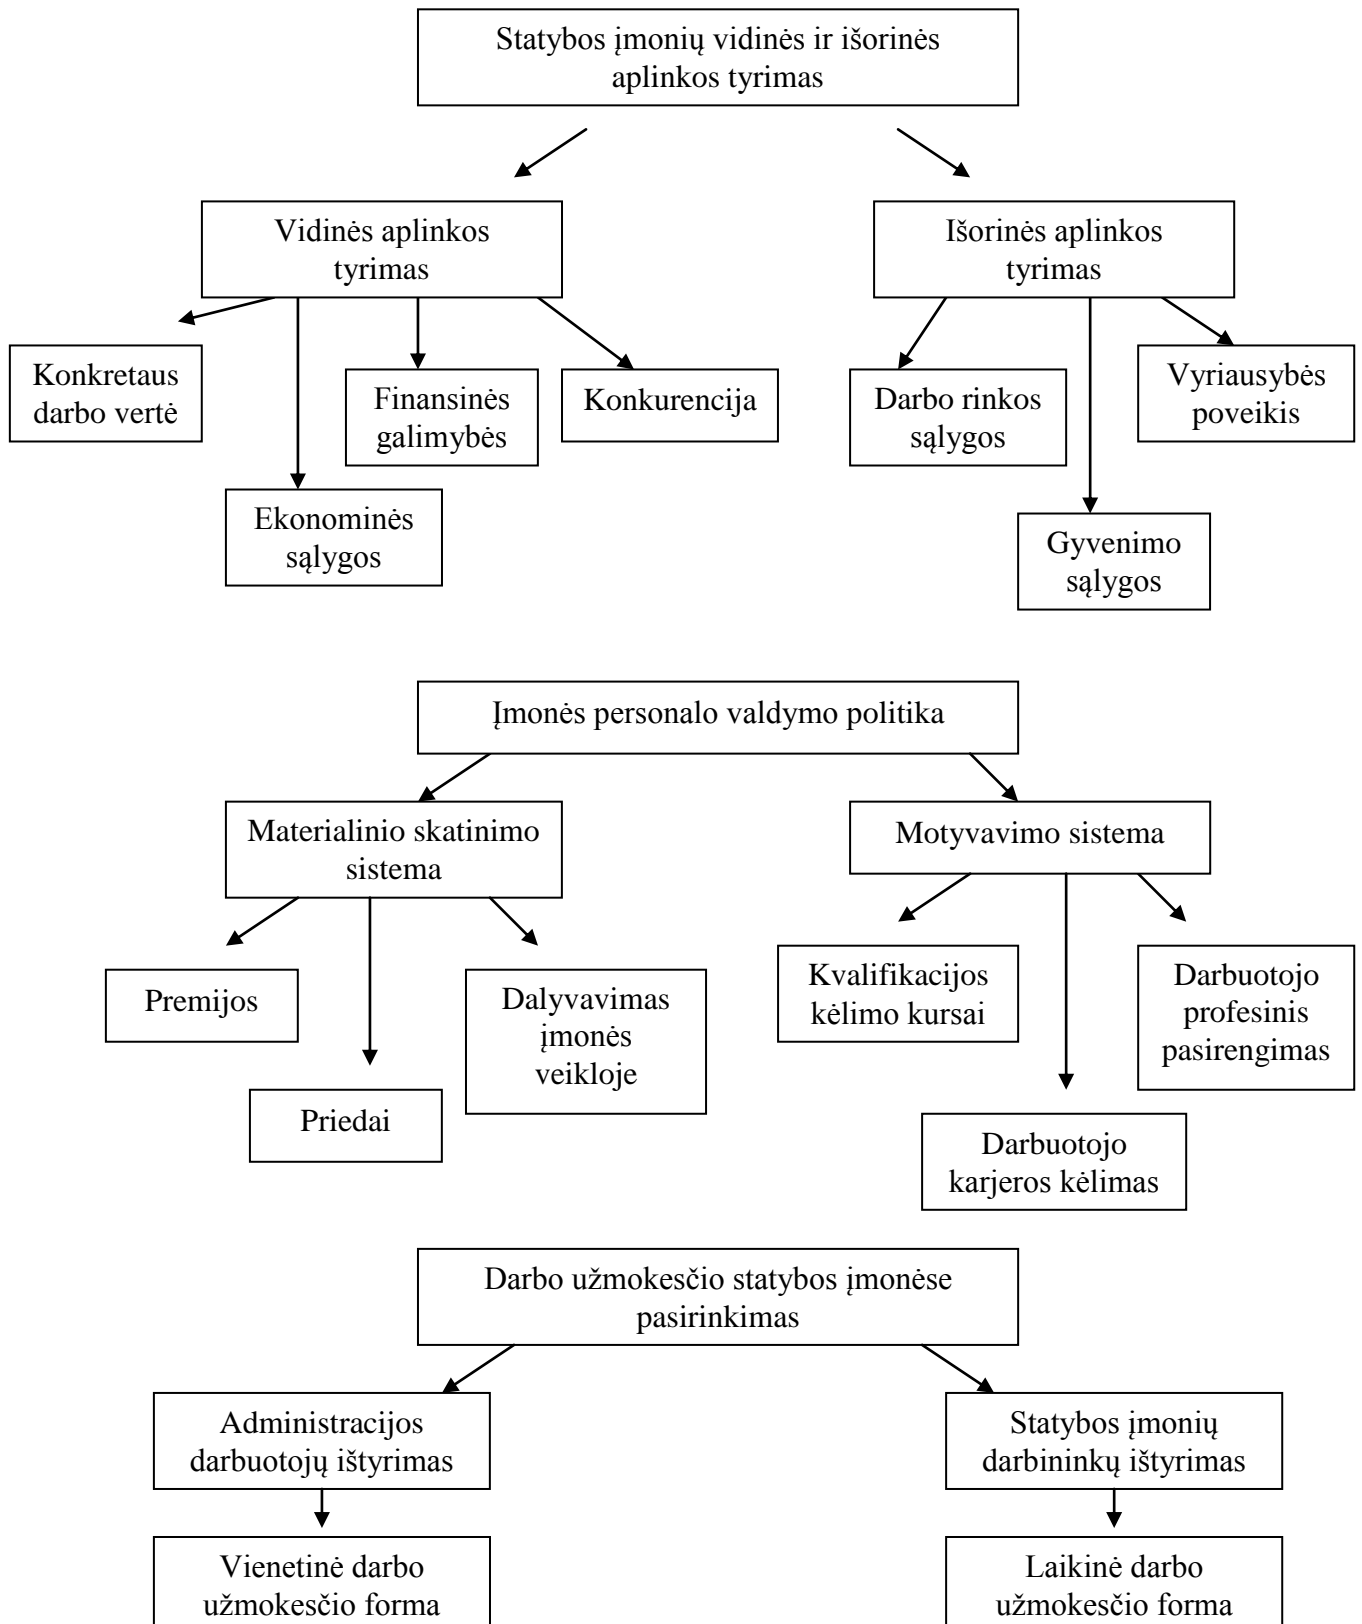 Statybos įmonių vidinės ir išorinės
aplinkos tyrimas
Vidinės aplinkos
tyrimas
Išorinės aplinkos
tyrimas
Konkretaus
darbo vertė
Finansinės
galimybės
Konkurencija
Darbo rinkos
sąlygos
Vyriausybės
poveikis
Ekonominės
sąlygos
Gyvenimo
sąlygos
Įmonės personalo valdymo politika
Materialinio skatinimo
sistema
Motyvavimo sistema
Premijos
Dalyvavimas
įmonės
veikloje
Kvalifikacijos
kėlimo kursai
Darbuotojo
profesinis
pasirengimas
Priedai
Darbuotojo
karjeros kėlimas
Darbo užmokesčio statybos įmonėse
pasirinkimas
Administracijos
darbuotojų ištyrimas
Statybos įmonių
darbininkų ištyrimas
Vienetinė darbo
užmokesčio forma
Laikinė darbo
užmokesčio forma